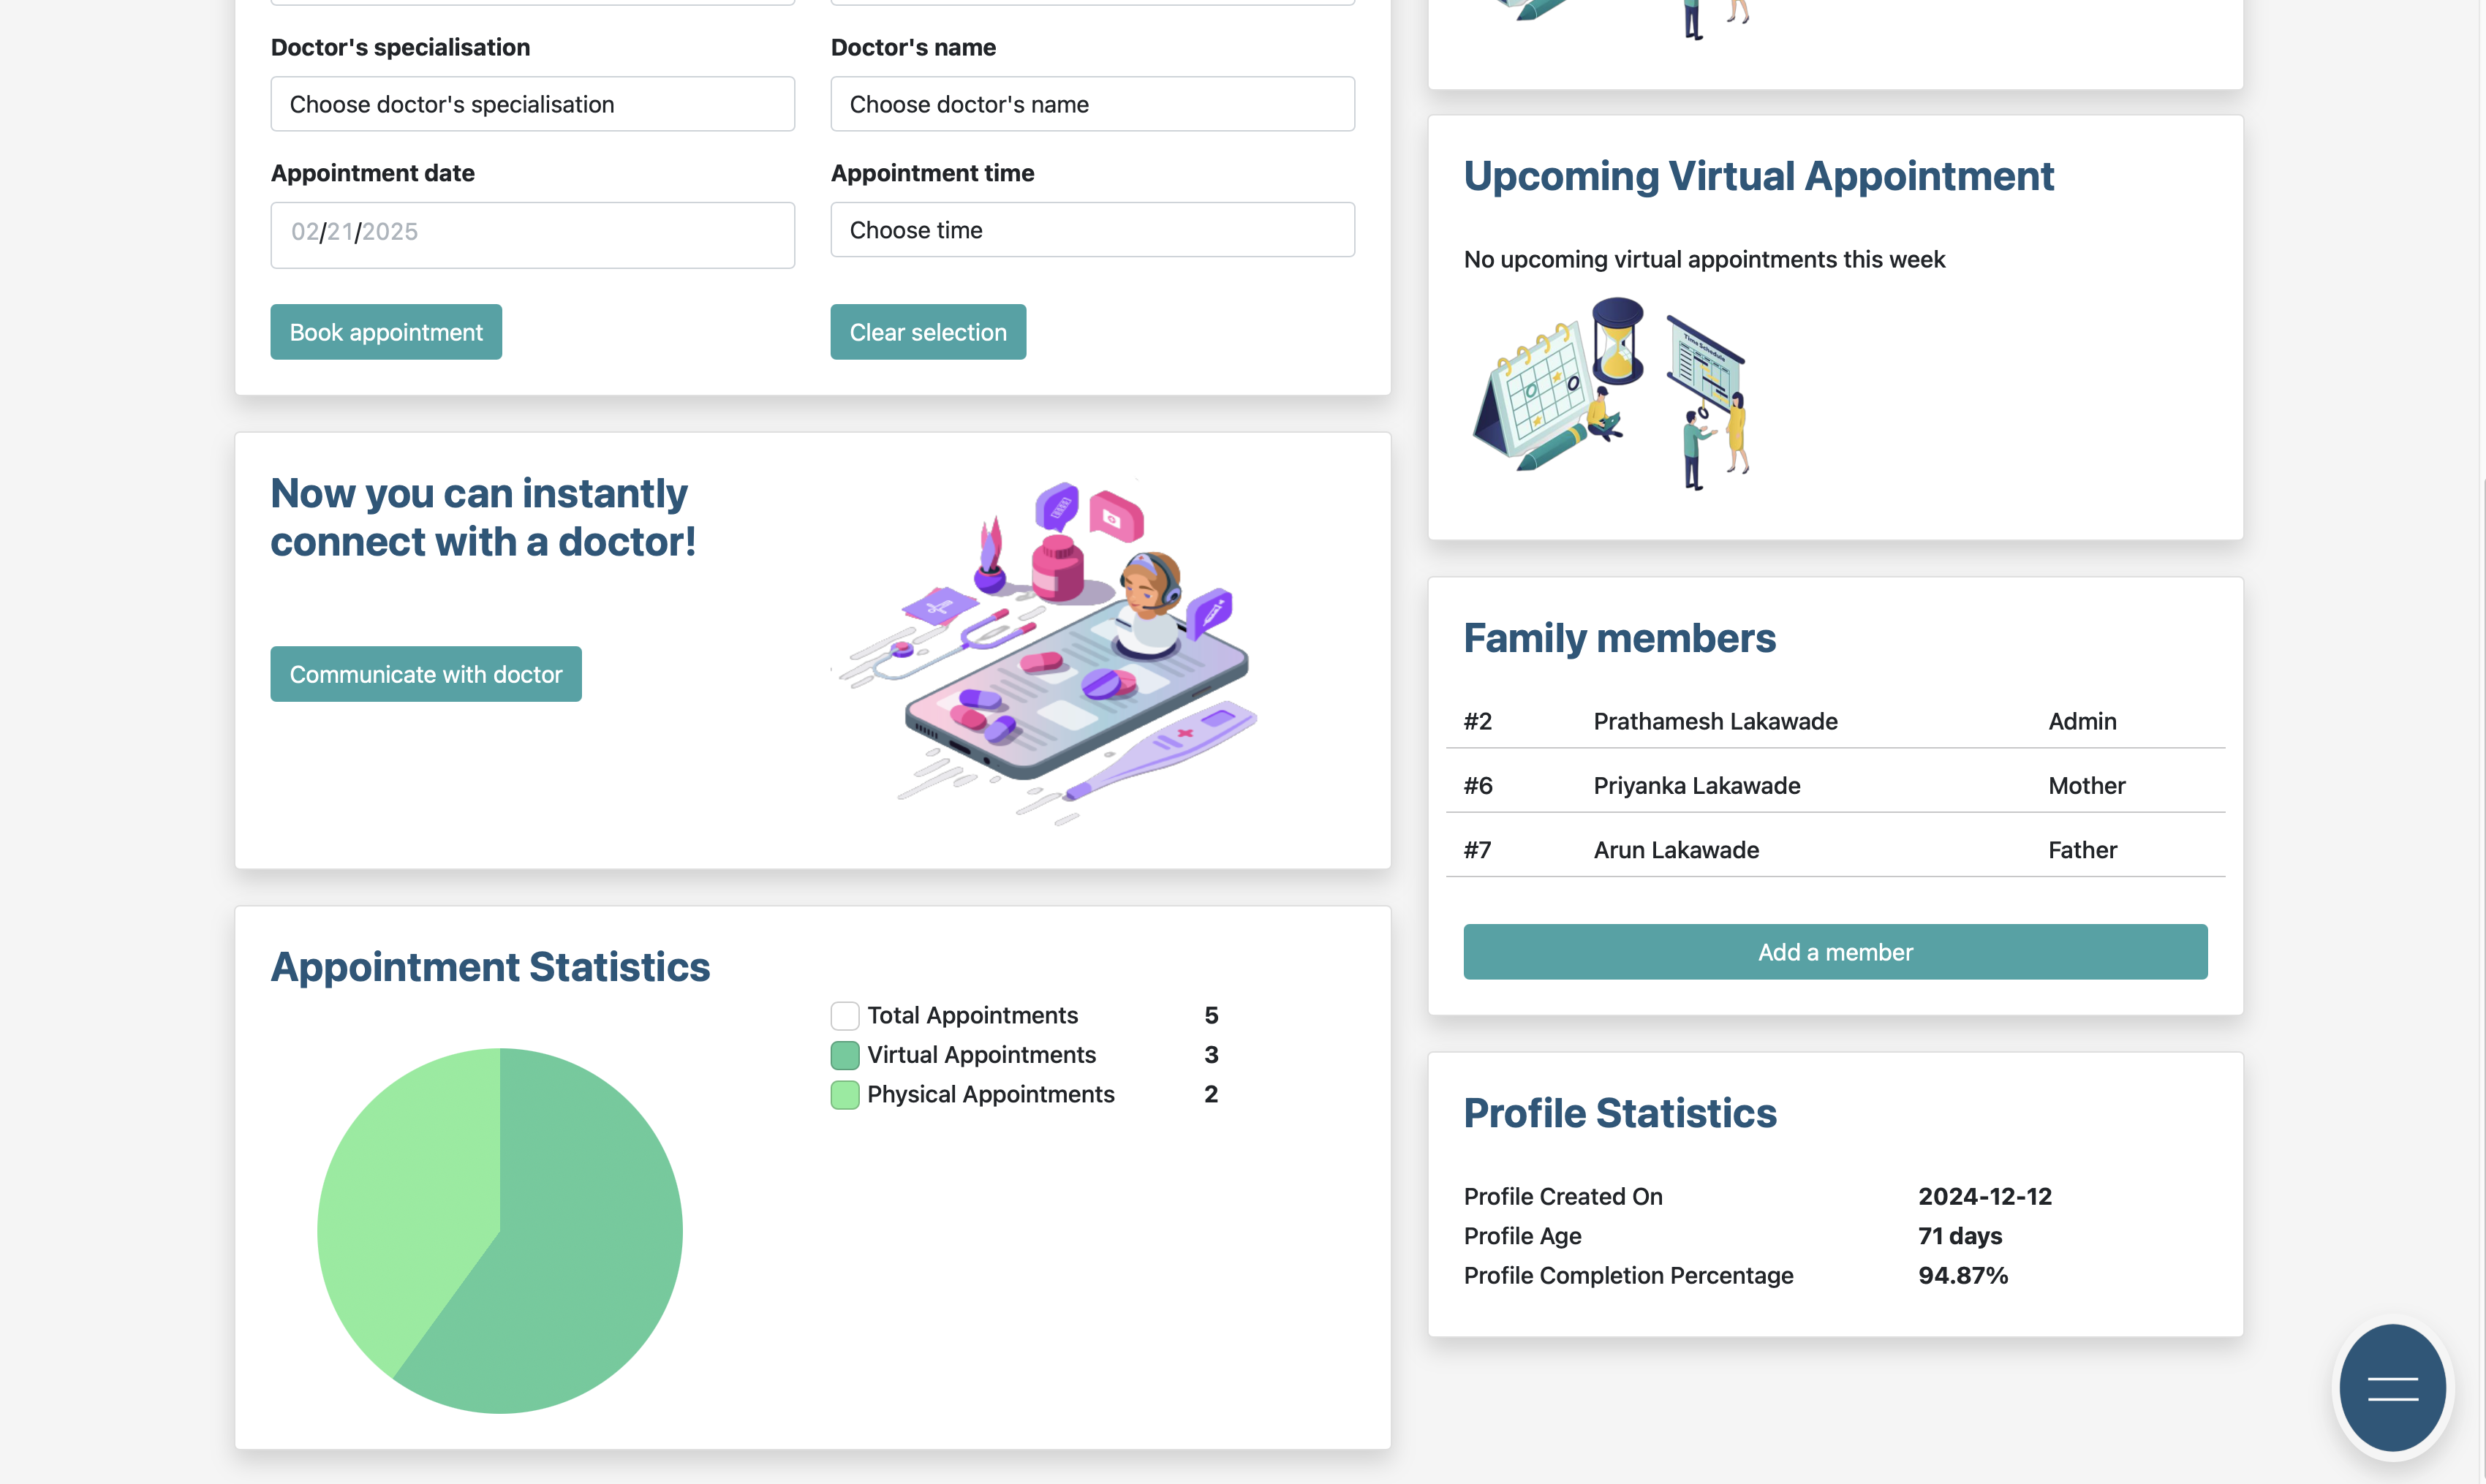 Doctor's specialisation
Doctor's name
Choose doctor's specialisation
Choose doctor's name
Appointment date
Appointment time
02/21/2025
Choose time
Book appointment
Clear selection
Now you can instantly
connect with a doctor!
Communicate with doctor
Appointment Statistics
Total Appointments 5
Virtual Appointments 3
Physical Appointments 2
Upcoming Virtual Appointment
No upcoming virtual appointments this week
Time Schedule
Family members
#2 Prathamesh Lakawade Admin
#6 Priyanka Lakawade Mother
#7 Arun Lakawade Father
Add a member
Profile Statistics
Profile Created On 2024-12-12
Profile Age 71 days
Profile Completion Percentage 94.87%